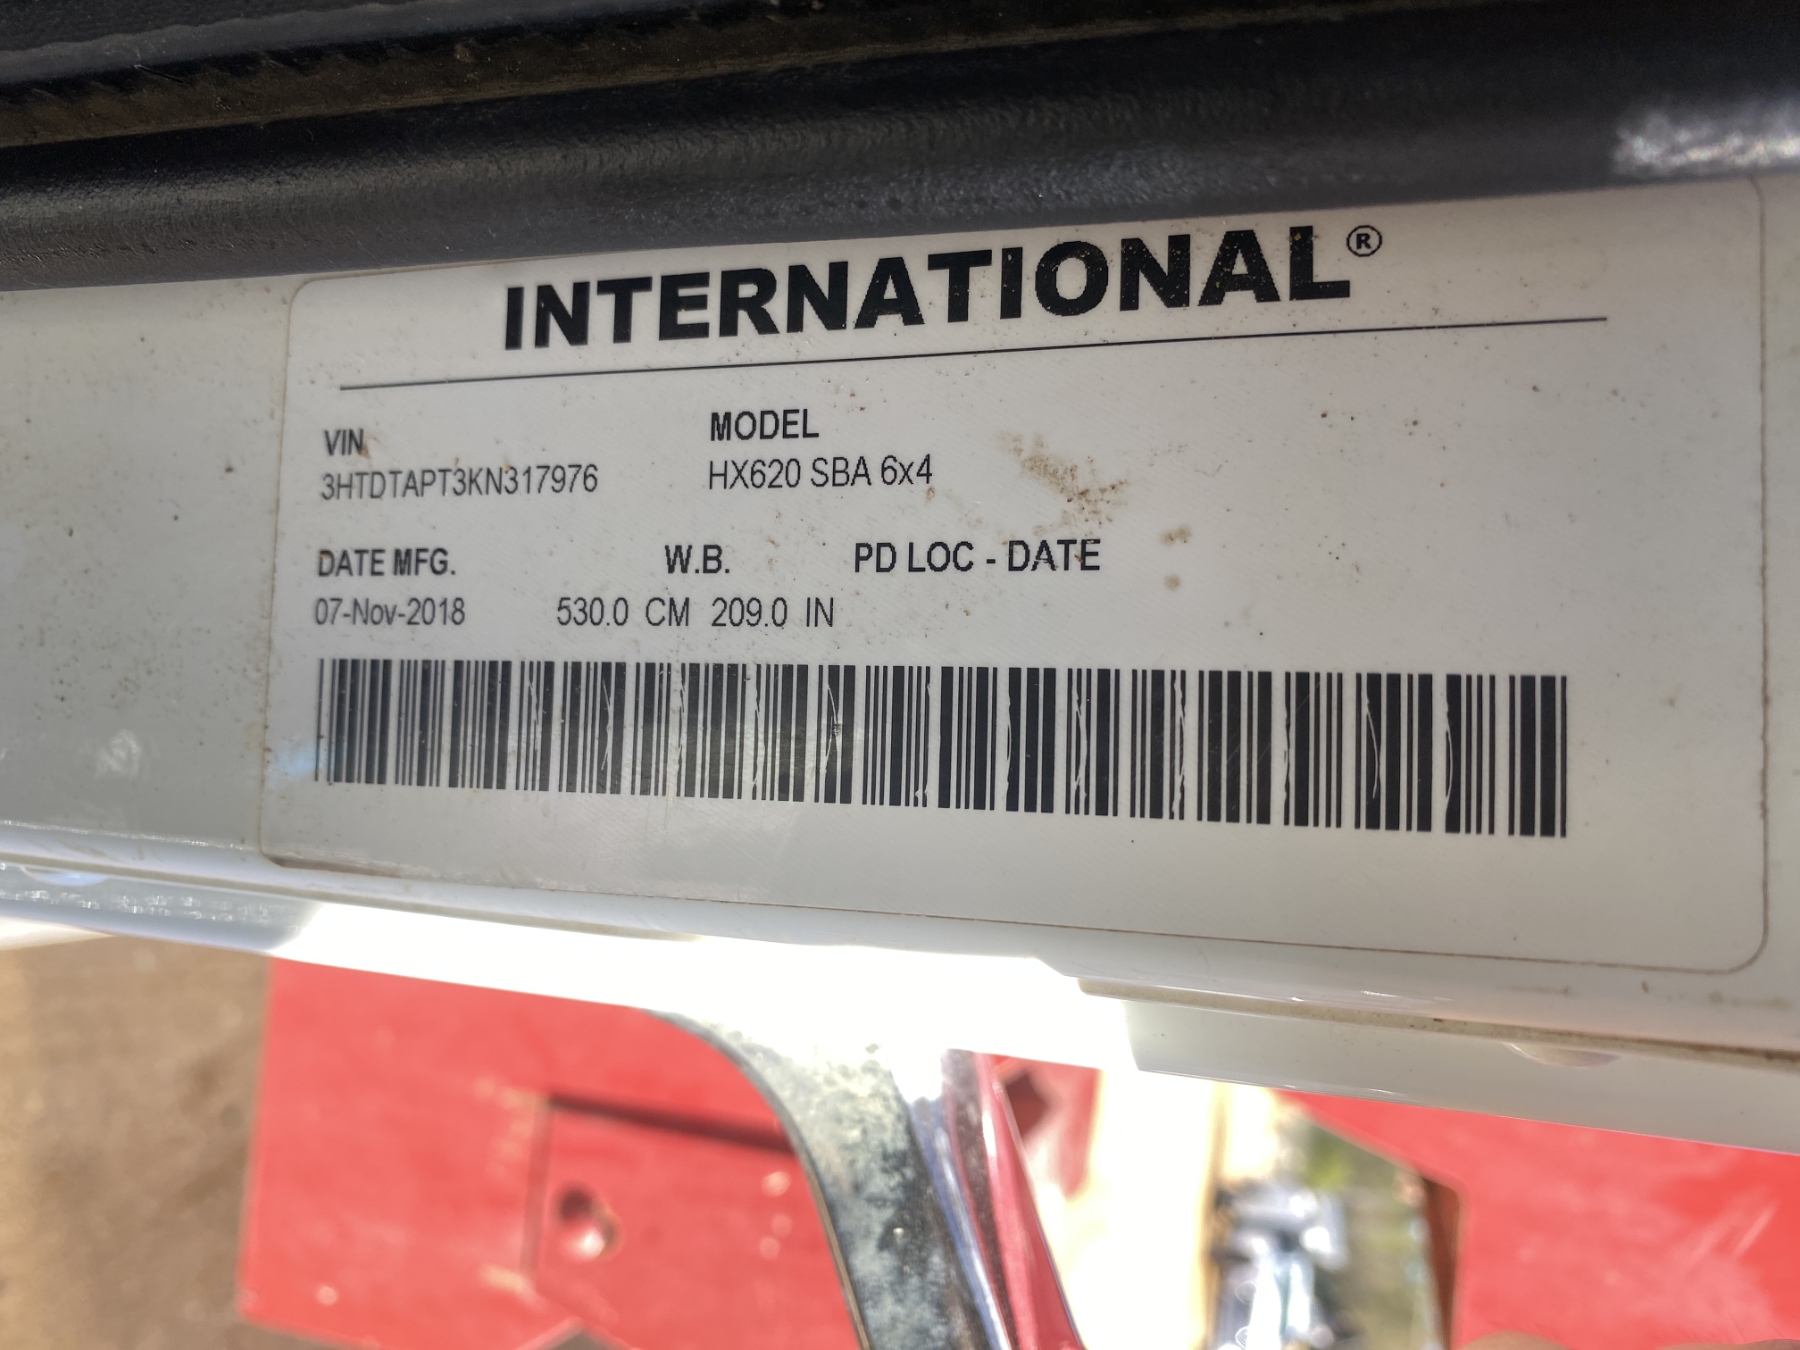 INTERNATIONAL®
VIN MODEL
3HTDTAPT3KN317976 HX620 SBA 6x4
DATE MFG. W.B. PD LOC - DATE
07-Nov-2018 530.0 CM 209.0 IN